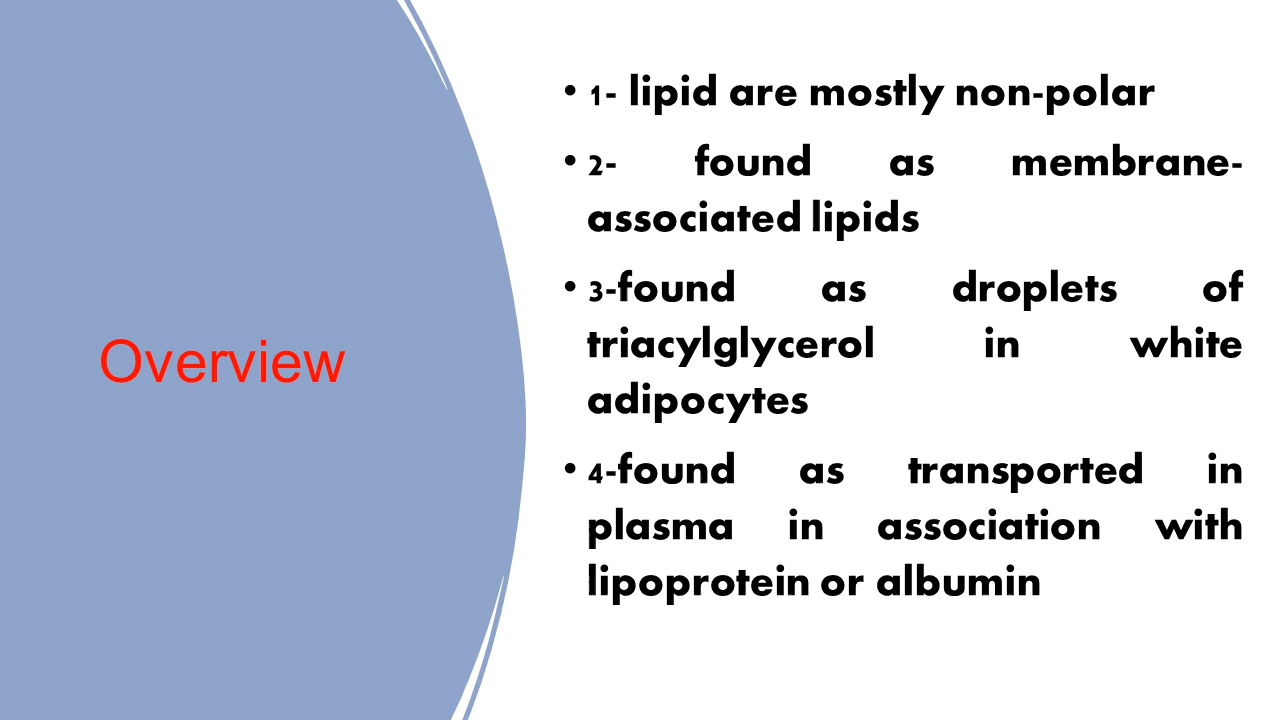 Overview
• 1- lipid are mostly non-polar
• 2- found as membrane-
associated lipids
• 3-found as droplets of
triacylglycerol in white
adipocytes
• 4-found as transported in
plasma in association with
lipoprotein or albumin